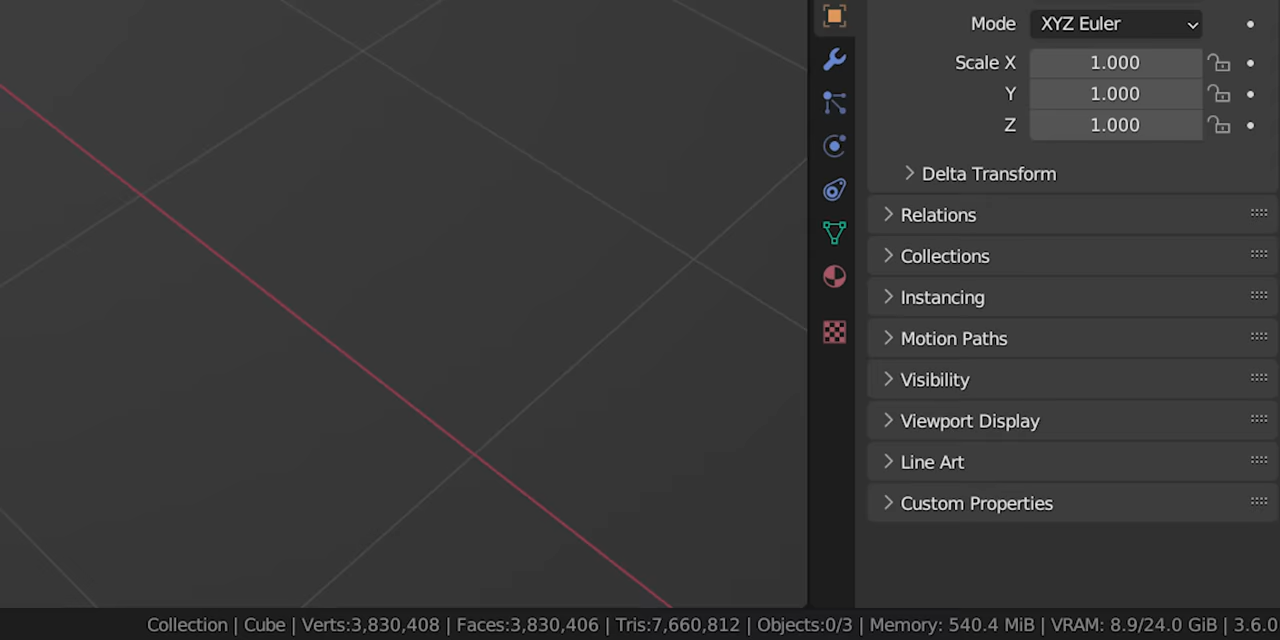 Mode XYZ Euler
Scale X 1.000
Y 1.000
Z 1.000
Delta Transform
Relations
Collections
Instancing
Motion Paths
Visibility
Viewport Display
Line Art
Custom Properties
Collection | Cube | Verts:3,830,408 | Faces:3,830,406 | Tris:7,660,812 | Objects:0/3 | Memory: 540.4 MiB | VRAM: 8.9/24.0 GiB | 3.6.0